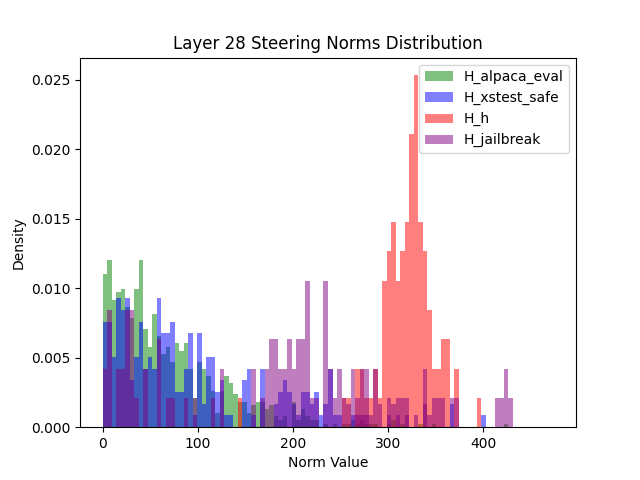 Layer 28 Steering Norms Distribution
H_alpaca_eval
H_xstest_safe
H_h
H_jailbreak
0.025
0.020
0.015
0.010
0.005
0.000
Density
0 100 200 300 400
Norm Value